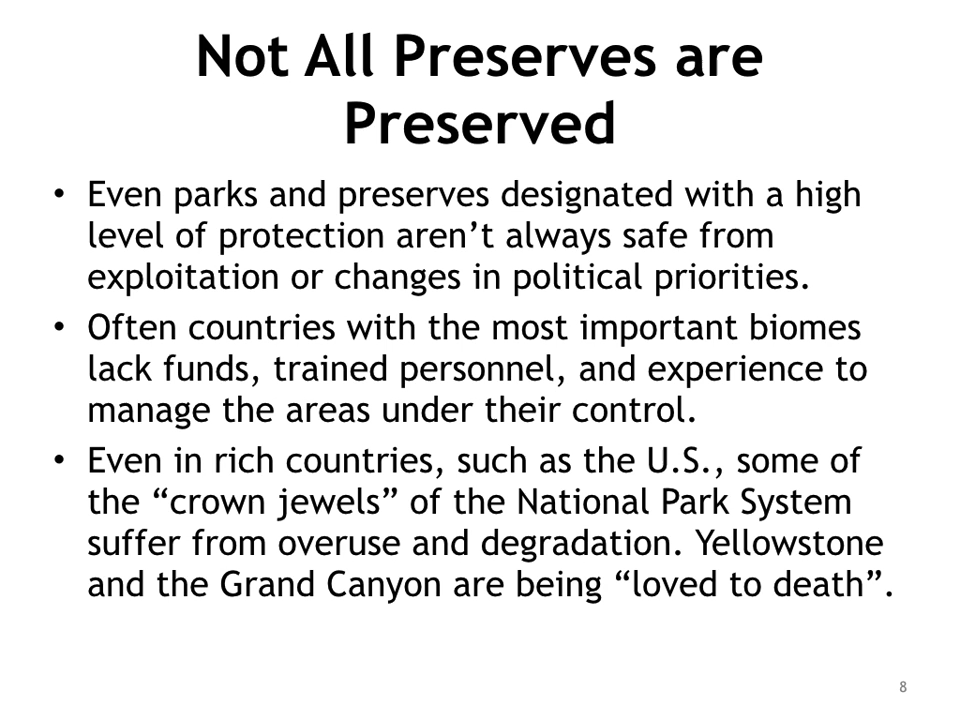 Not All Preserves are
Preserved
• Even parks and preserves designated with a high
level of protection aren’t always safe from
exploitation or changes in political priorities.
• Often countries with the most important biomes
lack funds, trained personnel, and experience to
manage the areas under their control.
• Even in rich countries, such as the U.S., some of
the “crown jewels” of the National Park System
suffer from overuse and degradation. Yellowstone
and the Grand Canyon are being “loved to death”.
8